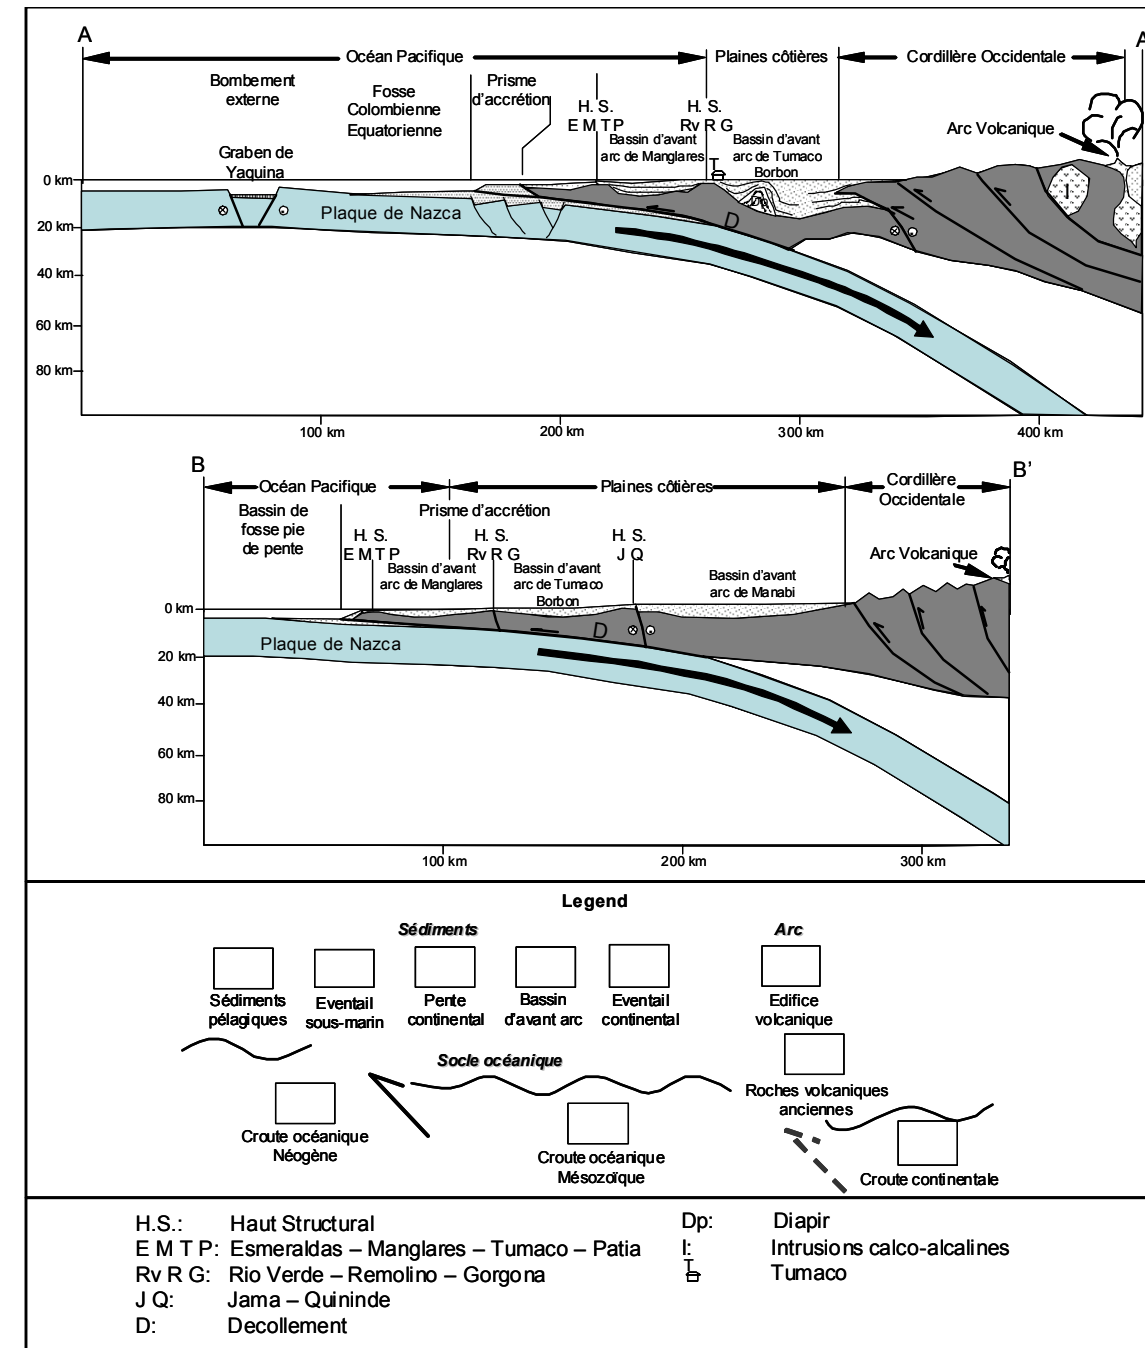 A
A
Océan Pacifique
Plaines côtières
Cordillère Occidentale
Bombement
externe
Fosse
Colombienne
Equatorienne
Prisme
d'accrétion
H. S.
E M T P
H. S.
Rv R G
Bassin d'avant
arc de Manglares
Bassin d'avant
arc de Tumaco
Borbon
Arc Volcanique
Graben de
Yaquina
0 km
20 km
40 km
60 km
80 km
Plaque de Nazca
D
Dp
I
100 km
200 km
300 km
400 km
B
B'
Océan Pacifique
Plaines côtières
Cordillère
Occidentale
Bassin de
fosse pie
de pente
Prisme d'accrétion
H. S.
E M T P
H. S.
Rv R G
H. S.
J Q
Bassin d'avant
arc de Manglares
Bassin d'avant
arc de Tumaco
Borbon
Bassin d'avant
arc de Manabi
Arc Volcanique
0 km
20 km
40 km
60 km
80 km
Plaque de Nazca
D
100 km
200 km
300 km
Legend
Sédiments
Arc
Sédiments
pélagiques
Eventail
sous-marin
Pente
continental
Bassin
d'avant arc
Eventail
continental
Edifice
volcanique
Socle océanique
Roches volcaniques
anciennes
Croute océanique
Néogène
Croute océanique
Mésozoïque
Croute continentale
H.S.: Haut Structural
E M T P: Esmeraldas – Manglares – Tumaco – Patia
Rv R G: Rio Verde – Remolino – Gorgona
J Q: Jama – Quininde
D: Decollement
Dp: Diapir
I: Intrusions calco-alcalines
Tumaco